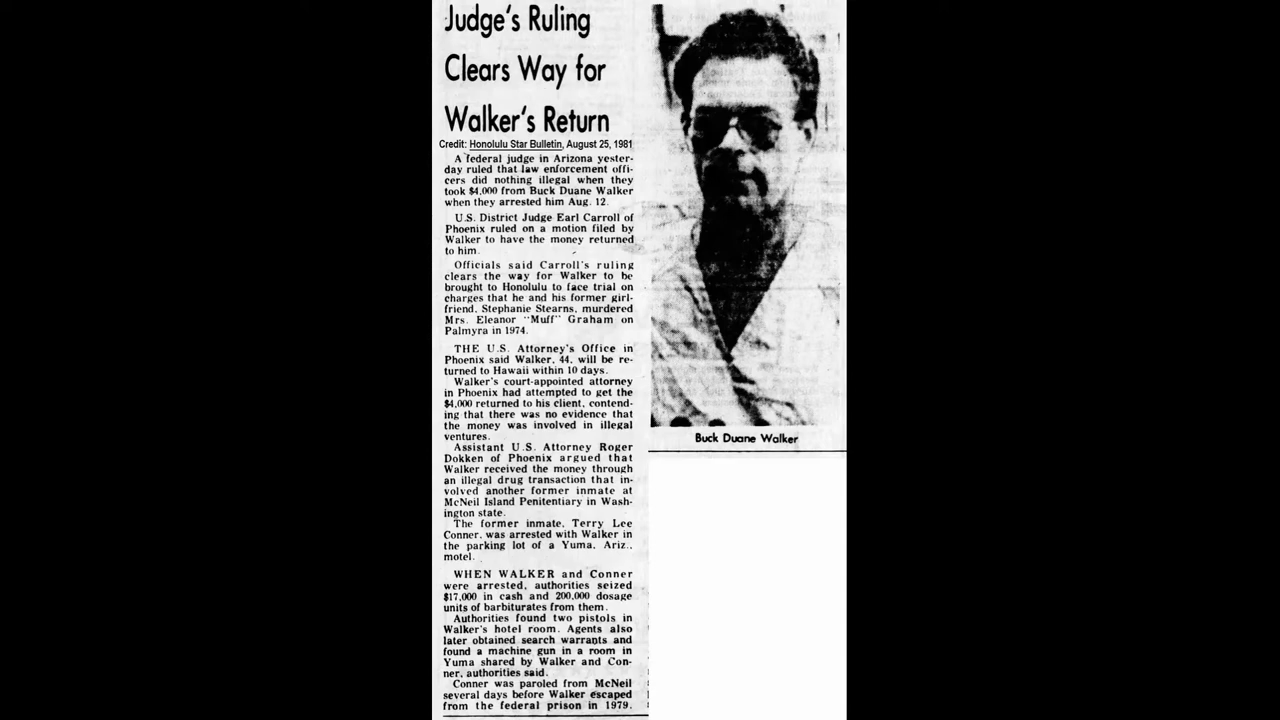 Judge's Ruling
Clears Way for
Walker's Return
Credit: Honolulu Star Bulletin, August 25, 1981
A federal judge in Arizona yester-
day ruled that law enforcement offi-
cers did nothing illegal when they
took $4,000 from Buck Duane Walker
when they arrested him Aug. 12.
U.S. District Judge Earl Carroll of
Phoenix ruled on a motion filed by
Walker to have the money returned
to him.
Officials said Carroll's ruling
clears the way for Walker to be
brought to Honolulu to face trial on
charges that he and his former girl-
friend, Stephanie Stearns, murdered
Mrs. Eleanor "Muff" Graham on
Palmyra in 1974.
THE U.S. Attorney's Office in
Phoenix said Walker, 44, will be re-
turned to Hawaii within 10 days.
Walker's court-appointed attorney
in Phoenix had attempted to get the
$4,000 returned to his client, contend-
ing that there was no evidence that
the money was involved in illegal
ventures.
Assistant U.S. Attorney Roger
Dokken of Phoenix argued that
Walker received the money through
an illegal drug transaction that in-
volved another former inmate at
McNeil Island Penitentiary in Wash-
ington state.
The former inmate, Terry Lee
Conner, was arrested with Walker in
the parking lot of a Yuma, Ariz.,
motel.
WHEN WALKER and Conner
were arrested, authorities seized
$17,000 in cash and 200,000 dosage
units of barbiturates from them.
Authorities found two pistols in
Walker's hotel room. Agents also
later obtained search warrants and
found a machine gun in a room in
Yuma shared by Walker and Con-
ner, authorities said.
Conner was paroled from McNeil
several days before Walker escaped
from the federal prison in 1979.
Buck Duane Walker